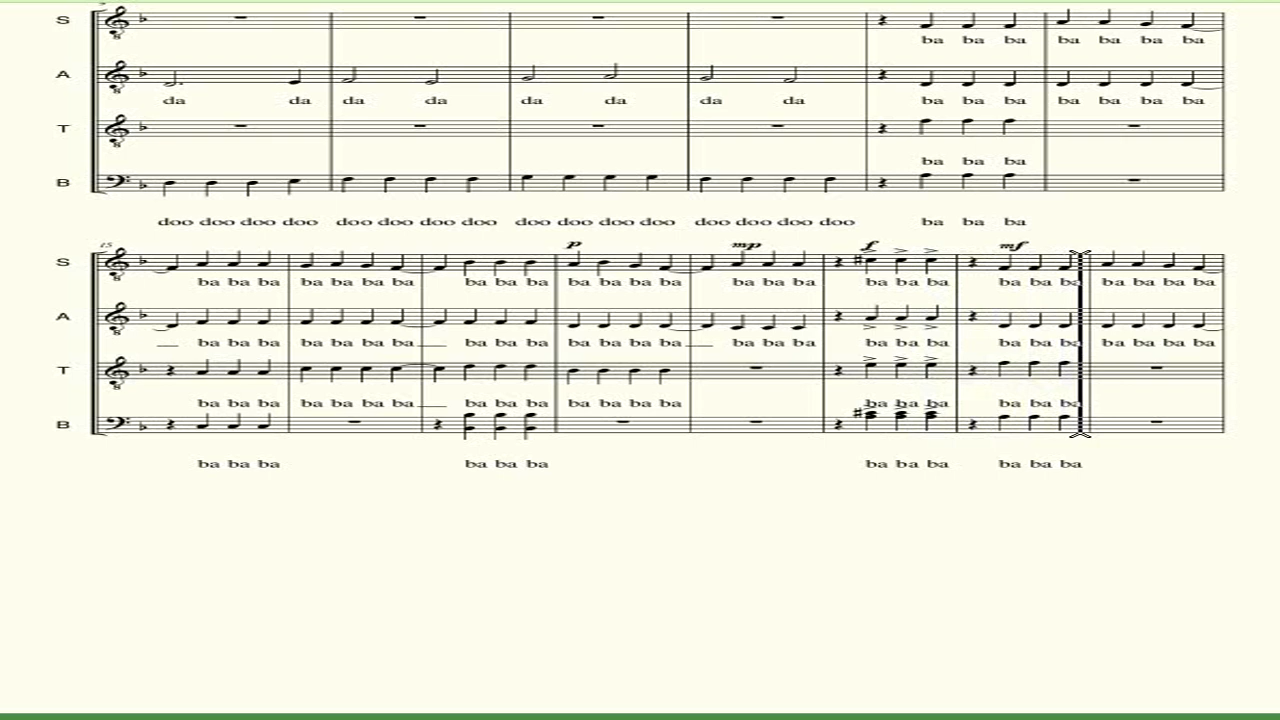 S
ba ba ba ba ba ba ba
A
da da da da da da da da ba ba ba ba ba ba ba
T
ba ba ba
B
doo doo doo doo doo doo doo doo doo doo doo doo doo doo doo doo ba ba ba
15 p mp f mf
S
ba ba ba ba ba ba ba ba ba ba ba ba ba ba ba ba ba ba ba ba ba ba ba ba ba ba ba
A
ba ba ba ba ba ba ba ba ba ba ba ba ba ba ba ba ba ba ba ba ba ba ba ba ba ba ba
T
ba ba ba ba ba ba ba ba ba ba ba ba ba ba ba ba ba ba ba ba
B
ba ba ba ba ba ba ba ba ba ba ba ba